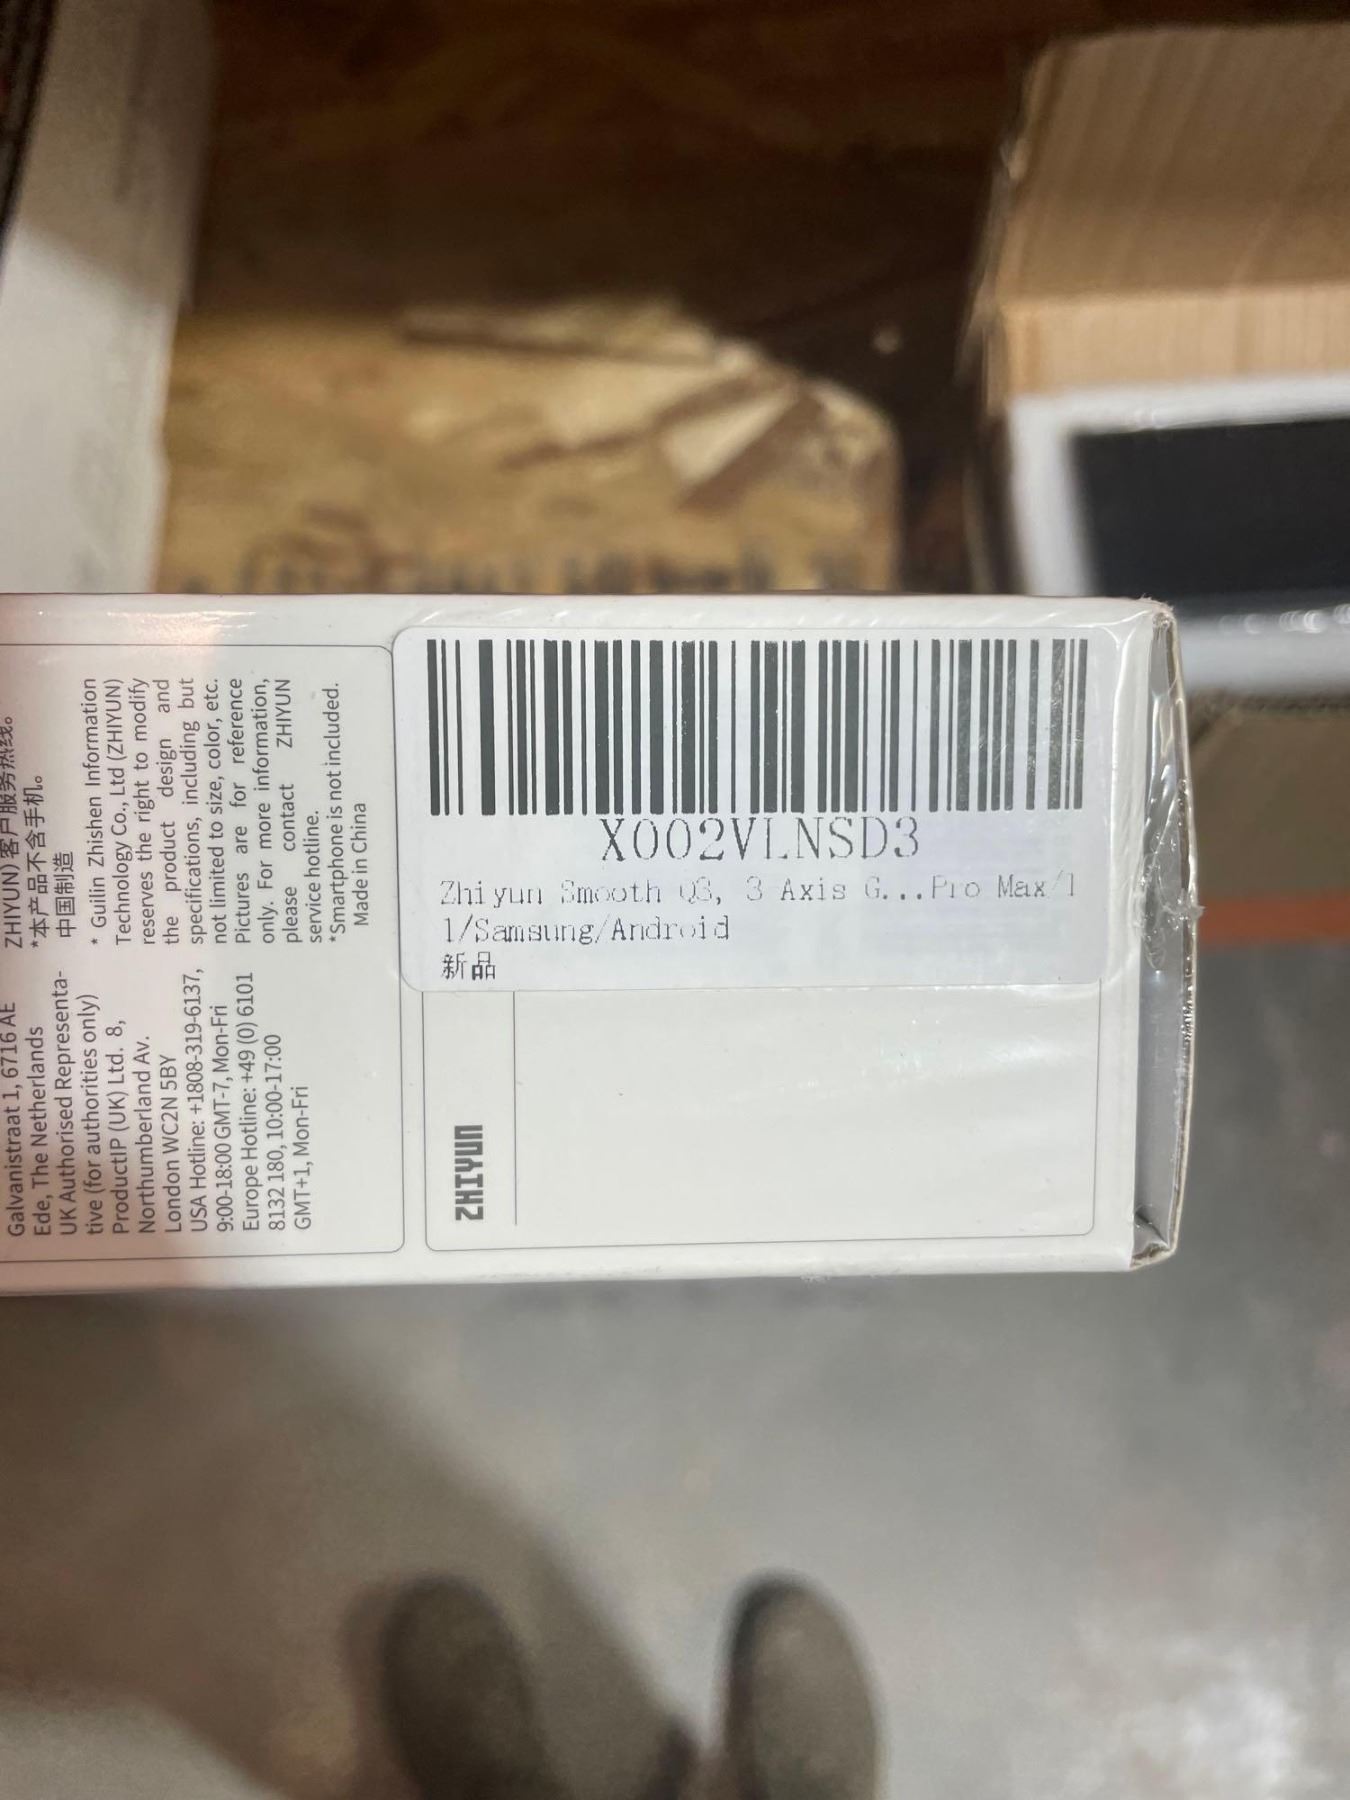 X002VLNSD3
Zhiyun Smooth Q3, 3 Axis G...Pro Max/1
1/Samsung/Android
新品
ZHIYUN
Galvanistraat 1, 6716 AE
Ede, The Netherlands
UK Authorised Representa-
tive (for authorities only)
ProductIP (UK) Ltd. 8,
Northumberland Av.
London WC2N 5BY
USA Hotline: +1808-319-6137,
9:00-18:00 GMT-7, Mon-Fri
Europe Hotline: +49 (0) 6101
8132 180, 10:00-17:00
GMT+1, Mon-Fri
ZHIYUN) 客户服务热线。
*本产品不含手机。
中国制造
* Guilin Zhishen Information
Technology Co., Ltd (ZHIYUN)
reserves the right to modify
the product design and
specifications, including but
not limited to size, color, etc.
Pictures are for reference
only. For more information,
please contact ZHIYUN
service hotline.
*Smartphone is not included.
Made in China